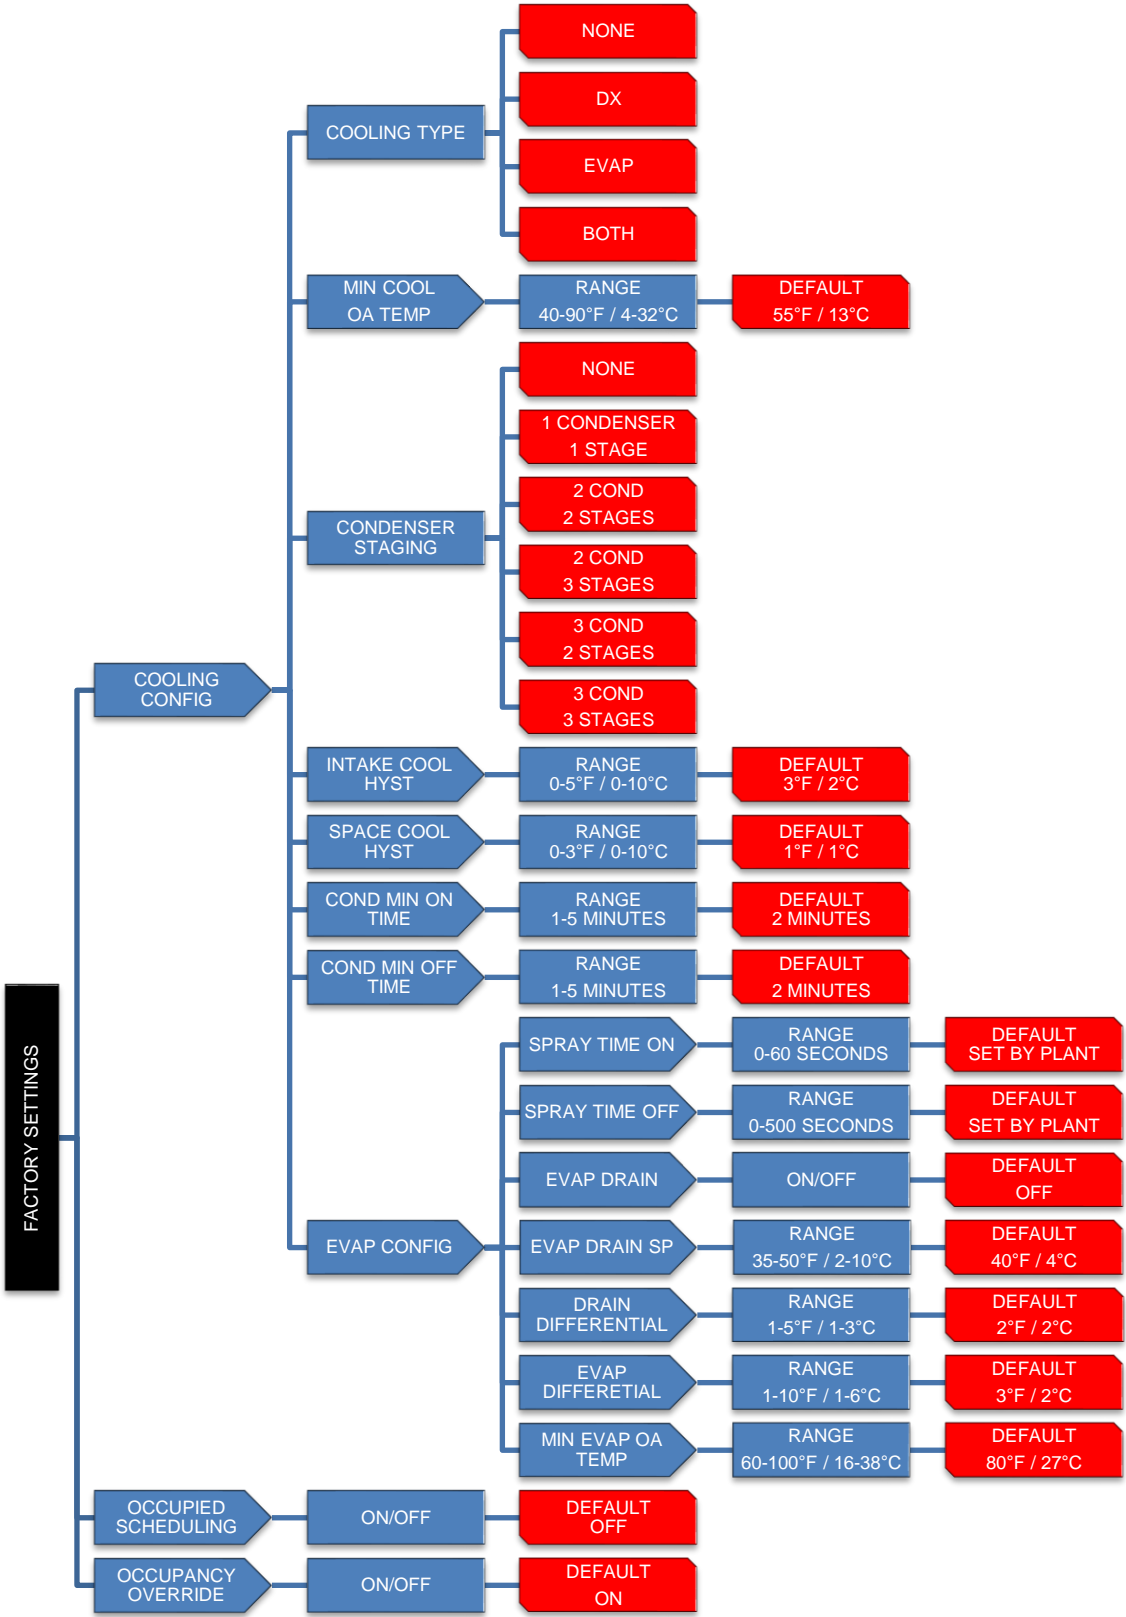 FACTORY SETTINGS
COOLING
CONFIG
COOLING TYPE
NONE
DX
EVAP
BOTH
MIN COOL
OA TEMP
RANGE
40-90°F / 4-32°C
DEFAULT
55°F / 13°C
CONDENSER
STAGING
NONE
1 CONDENSER
1 STAGE
2 COND
2 STAGES
2 COND
3 STAGES
3 COND
2 STAGES
3 COND
3 STAGES
INTAKE COOL
HYST
RANGE
0-5°F / 0-10°C
DEFAULT
3°F / 2°C
SPACE COOL
HYST
RANGE
0-3°F / 0-10°C
DEFAULT
1°F / 1°C
COND MIN ON
TIME
RANGE
1-5 MINUTES
DEFAULT
2 MINUTES
COND MIN OFF
TIME
RANGE
1-5 MINUTES
DEFAULT
2 MINUTES
EVAP CONFIG
SPRAY TIME ON
RANGE
0-60 SECONDS
DEFAULT
SET BY PLANT
SPRAY TIME OFF
RANGE
0-500 SECONDS
DEFAULT
SET BY PLANT
EVAP DRAIN
ON/OFF
DEFAULT
OFF
EVAP DRAIN SP
RANGE
35-50°F / 2-10°C
DEFAULT
40°F / 4°C
DRAIN
DIFFERENTIAL
RANGE
1-5°F / 1-3°C
DEFAULT
2°F / 2°C
EVAP
DIFFERETIAL
RANGE
1-10°F / 1-6°C
DEFAULT
3°F / 2°C
MIN EVAP OA
TEMP
RANGE
60-100°F / 16-38°C
DEFAULT
80°F / 27°C
OCCUPIED
SCHEDULING
ON/OFF
DEFAULT
OFF
OCCUPANCY
OVERRIDE
ON/OFF
DEFAULT
ON